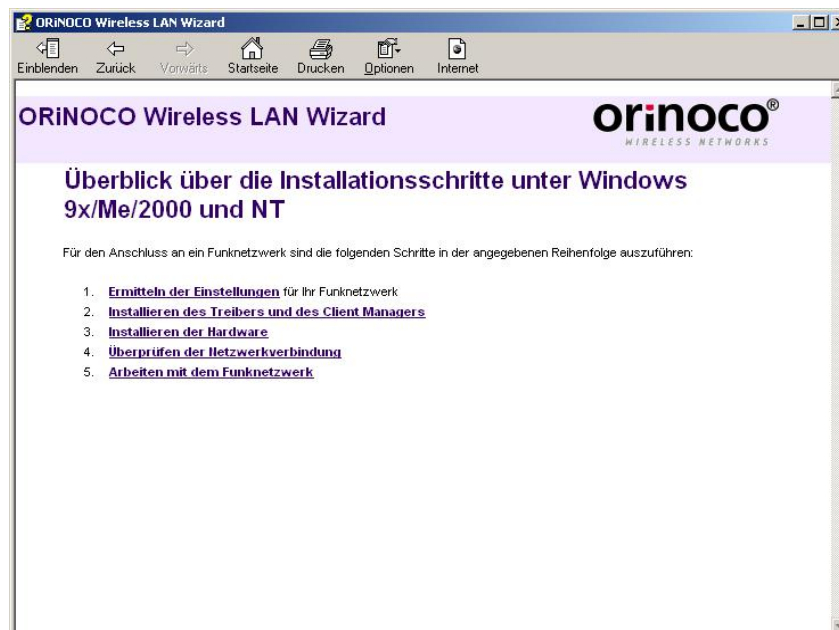 ORiNOCO Wireless LAN Wizard
Einblenden Zurück Vorwärts Startseite Drucken Optionen Internet
ORiNOCO Wireless LAN Wizard
orinoco®
WIRELESS NETWORKS
Überblick über die Installationsschritte unter Windows
9x/Me/2000 und NT
Für den Anschluss an ein Funknetzwerk sind die folgenden Schritte in der angegebenen Reihenfolge auszuführen:
1. Ermitteln der Einstellungen für Ihr Funknetzwerk
2. Installieren des Treibers und des Client Managers
3. Installieren der Hardware
4. Überprüfen der Netzwerkverbindung
5. Arbeiten mit dem Funknetzwerk